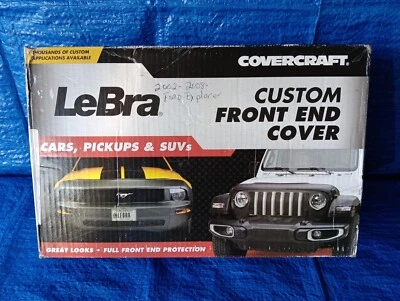 THOUSANDS OF CUSTOM
APPLICATIONS AVAILABLE
COVERCRAFT®
2002-2005
Ford Explorer
LeBra®
CUSTOM
FRONT END
COVER
CARS, PICKUPS & SUVs
@LEBRA
GREAT LOOKS • FULL FRONT END PROTECTION